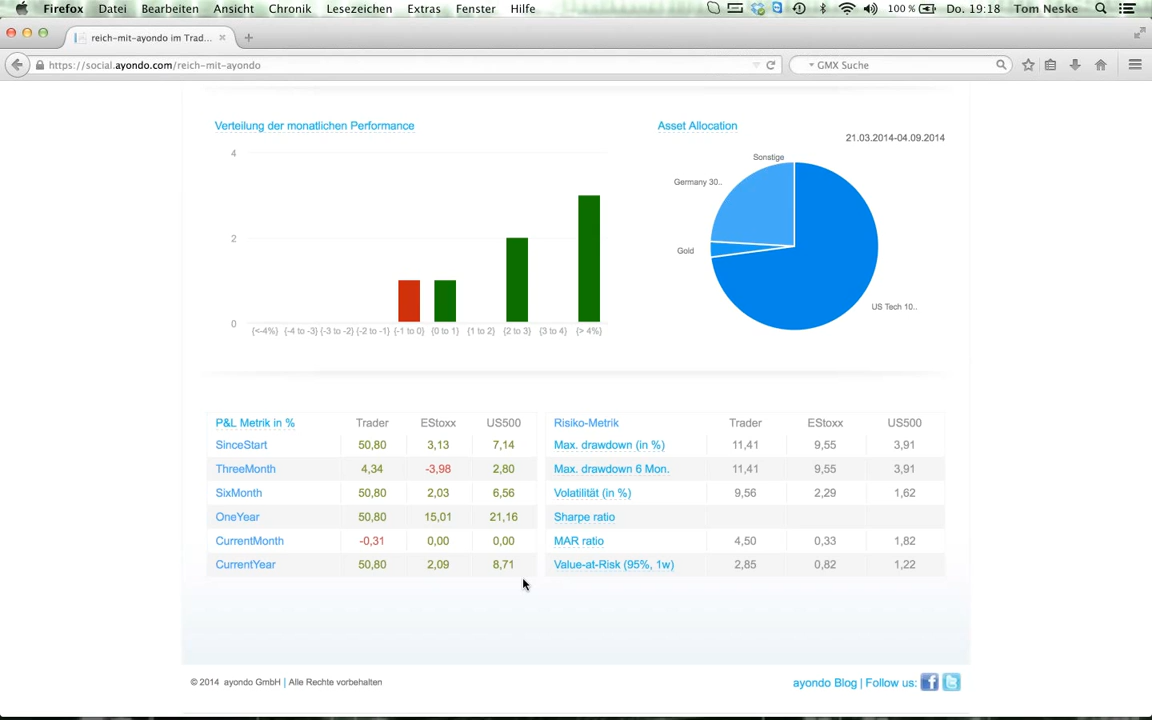 Firefox Datei Bearbeiten Ansicht Chronik Lesezeichen Extras Fenster Hilfe 100 % Do. 19:18 Tom Neske
reich-mit-ayondo im Trad...
https://social.ayondo.com/reich-mit-ayondo GMX Suche
Verteilung der monatlichen Performance
4
2
0
{<-4%} {-4 to -3} {-3 to -2} {-2 to -1} {-1 to 0} {0 to 1} {1 to 2} {2 to 3} {3 to 4} {> 4%}
Asset Allocation
21.03.2014-04.09.2014
Sonstige
Germany 30..
Gold
US Tech 10..
P&L Metrik in % Trader EStoxx US500
SinceStart 50,80 3,13 7,14
ThreeMonth 4,34 -3,98 2,80
SixMonth 50,80 2,03 6,56
OneYear 50,80 15,01 21,16
CurrentMonth -0,31 0,00 0,00
CurrentYear 50,80 2,09 8,71
Risiko-Metrik Trader EStoxx US500
Max. drawdown (in %) 11,41 9,55 3,91
Max. drawdown 6 Mon. 11,41 9,55 3,91
Volatilität (in %) 9,56 2,29 1,62
Sharpe ratio
MAR ratio 4,50 0,33 1,82
Value-at-Risk (95%, 1w) 2,85 0,82 1,22
© 2014 ayondo GmbH | Alle Rechte vorbehalten
ayondo Blog | Follow us: